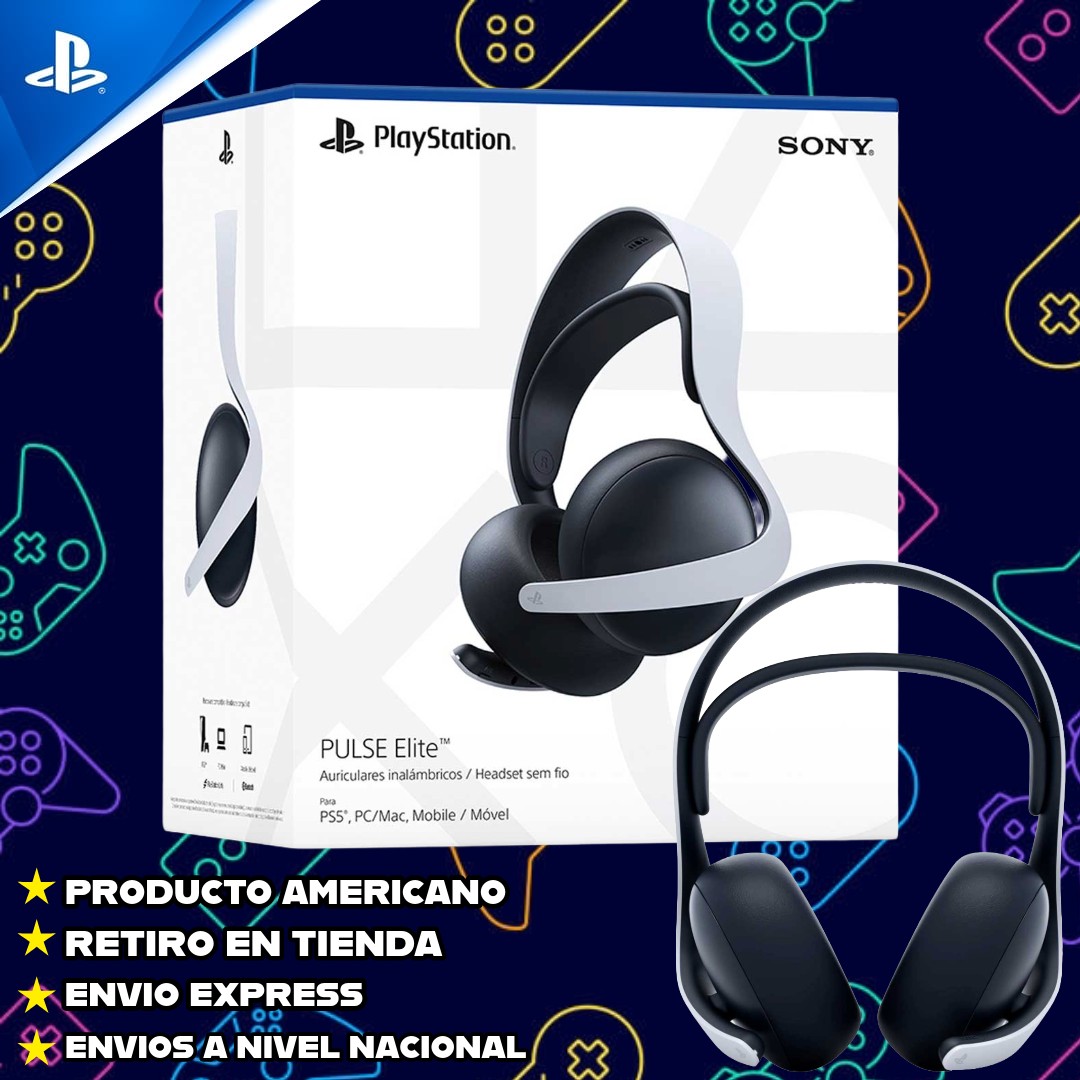 PlayStation®
SONY®
PULSE Elite™
Auriculares inalámbricos / Headset sem fio
Para
PS5®, PC/Mac, Mobile / Móvel
★ PRODUCTO AMERICANO
★ RETIRO EN TIENDA
★ ENVIO EXPRESS
★ ENVIOS A NIVEL NACIONAL